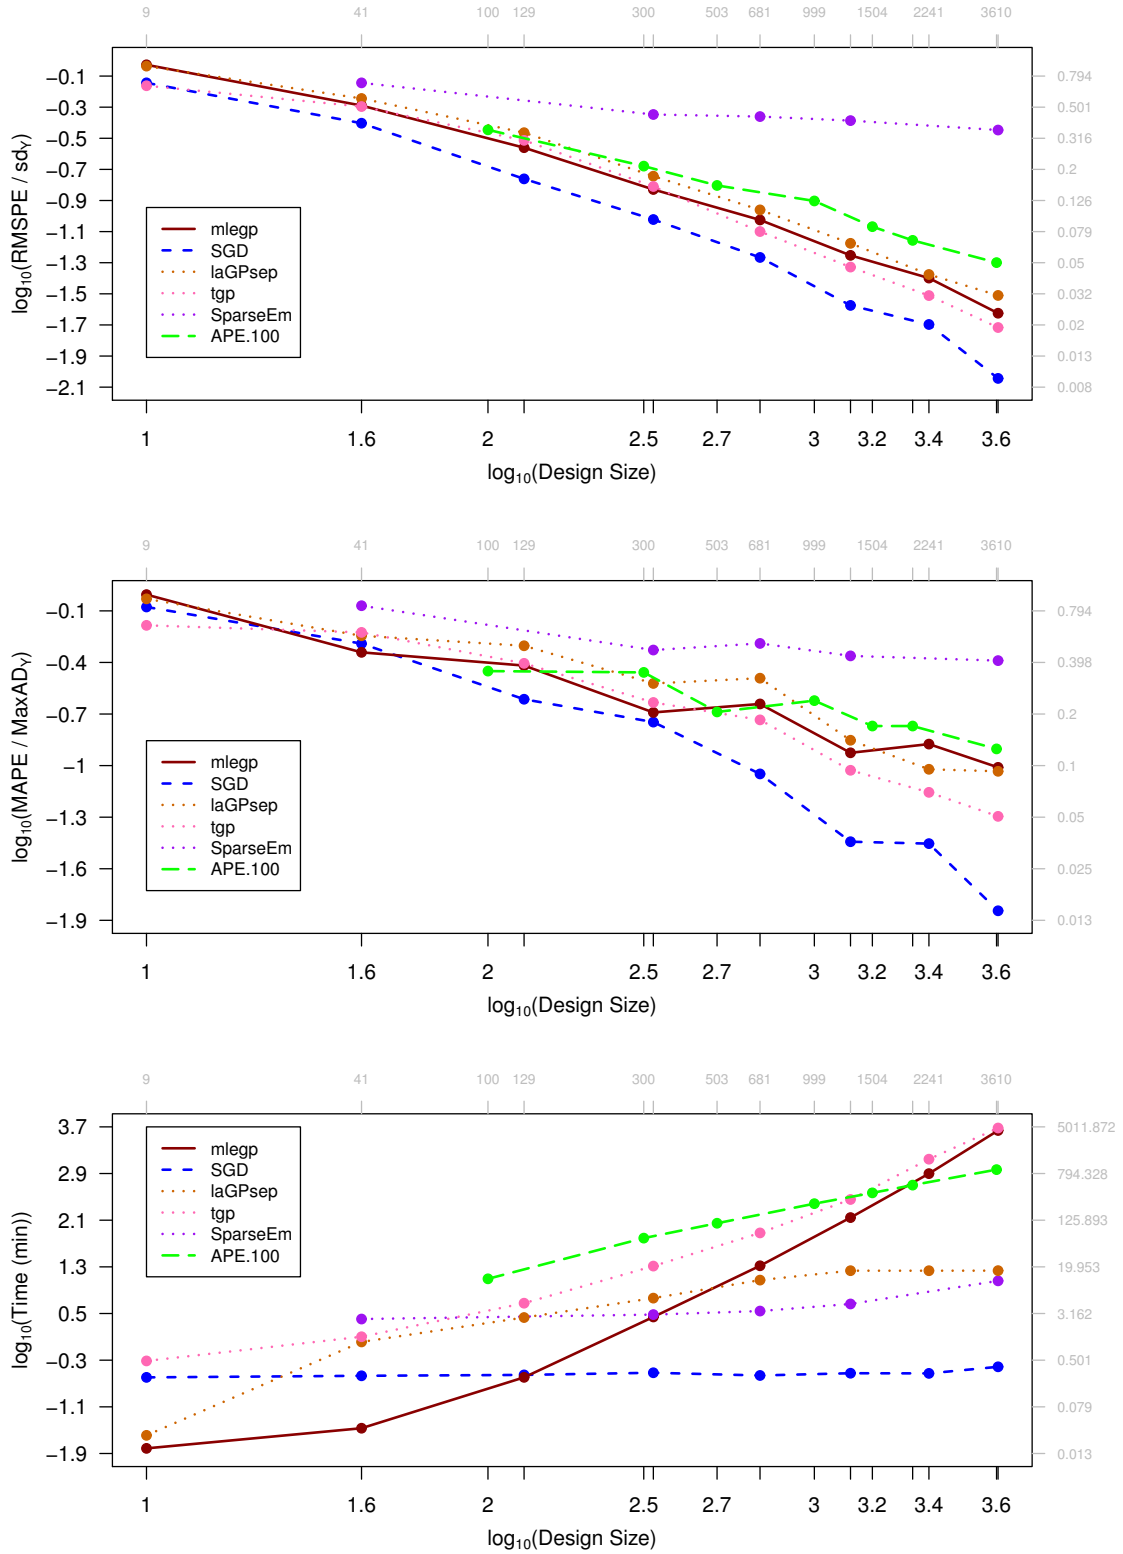 9 41 100 129 300 503 681 999 1504 2241 3610
log10(RMSPE / sdY)
−0.1
−0.3
−0.5
−0.7
−0.9
−1.1
−1.3
−1.5
−1.7
−1.9
−2.1
0.794
0.501
0.316
0.2
0.126
0.079
0.05
0.032
0.02
0.013
0.008
mlegp
SGD
laGPsep
tgp
SparseEm
APE.100
1 1.6 2 2.5 2.7 3 3.2 3.4 3.6
log10(Design Size)
9 41 100 129 300 503 681 999 1504 2241 3610
log10(MAPE / MaxADY)
−0.1
−0.4
−0.7
−1
−1.3
−1.6
−1.9
0.794
0.398
0.2
0.1
0.05
0.025
0.013
mlegp
SGD
laGPsep
tgp
SparseEm
APE.100
1 1.6 2 2.5 2.7 3 3.2 3.4 3.6
log10(Design Size)
9 41 100 129 300 503 681 999 1504 2241 3610
log10(Time (min))
3.7
2.9
2.1
1.3
0.5
−0.3
−1.1
−1.9
5011.872
794.328
125.893
19.953
3.162
0.501
0.079
0.013
mlegp
SGD
laGPsep
tgp
SparseEm
APE.100
1 1.6 2 2.5 2.7 3 3.2 3.4 3.6
log10(Design Size)